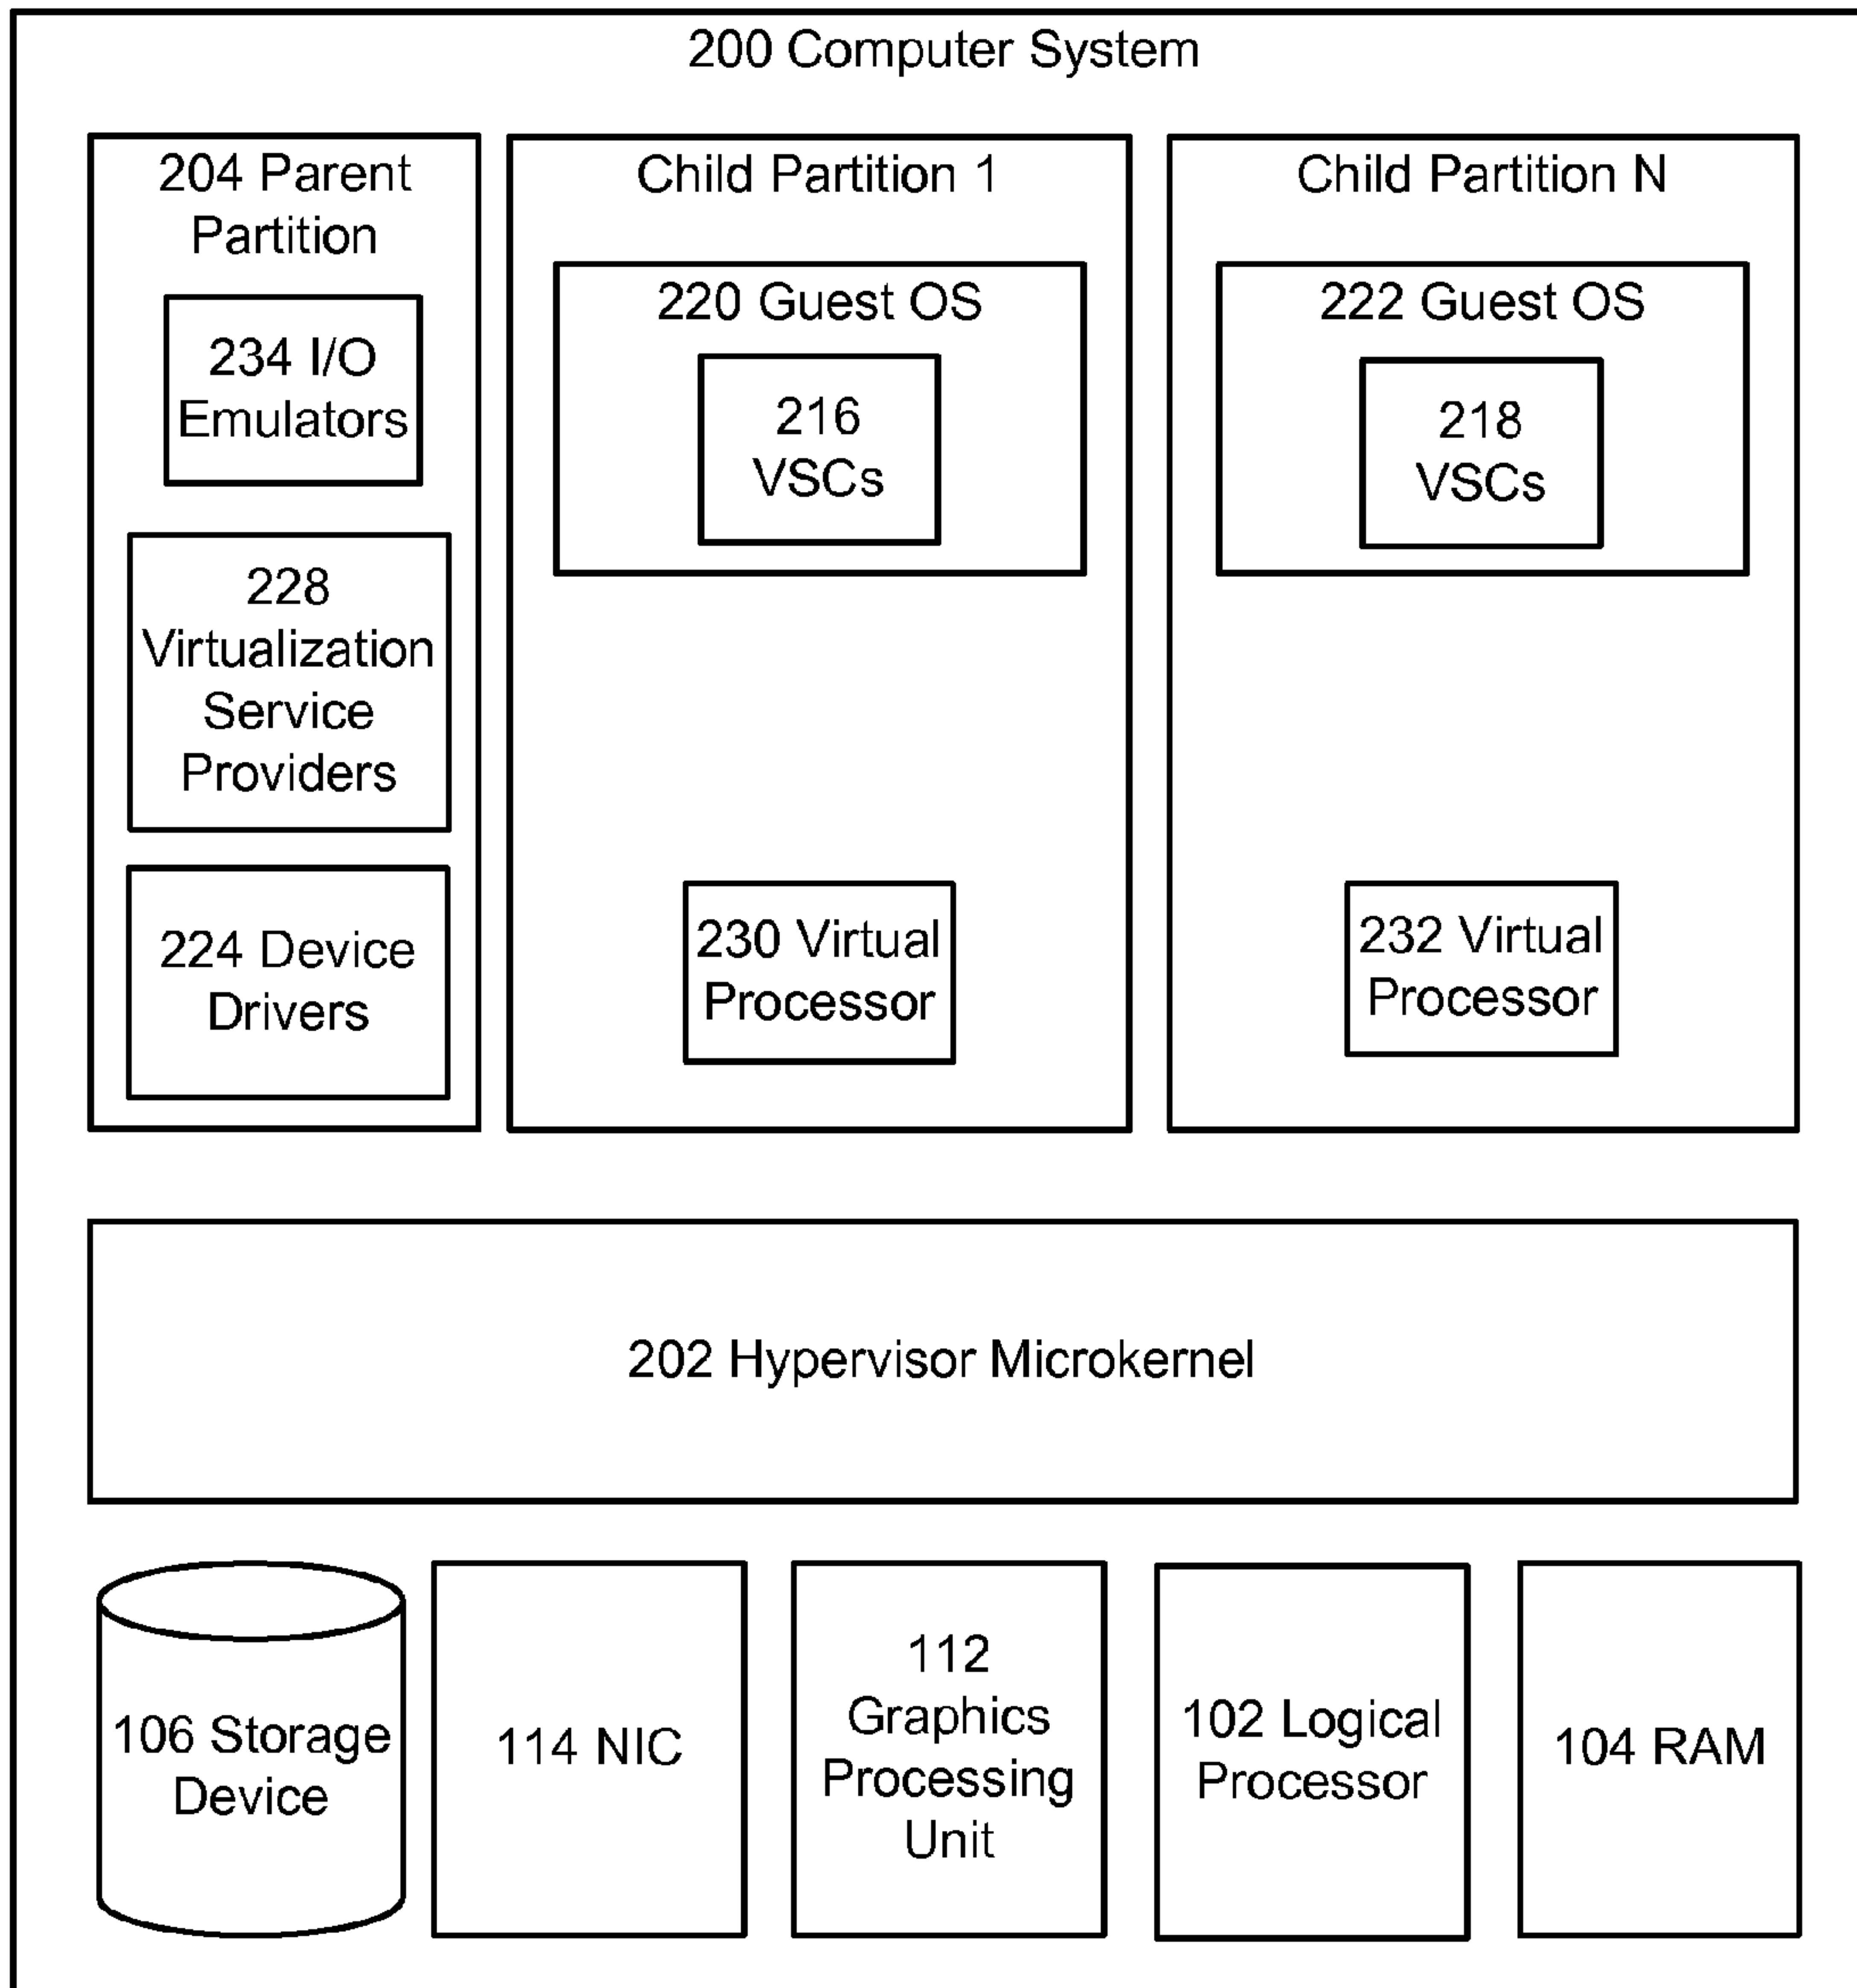 200 Computer System
204 Parent
Partition
234 I/O
Emulators
228
Virtualization
Service
Providers
224 Device
Drivers
Child Partition 1
220 Guest OS
216
VSCs
230 Virtual
Processor
Child Partition N
222 Guest OS
218
VSCs
232 Virtual
Processor
202 Hypervisor Microkernel
106 Storage
Device
114 NIC
112
Graphics
Processing
Unit
102 Logical
Processor
104 RAM